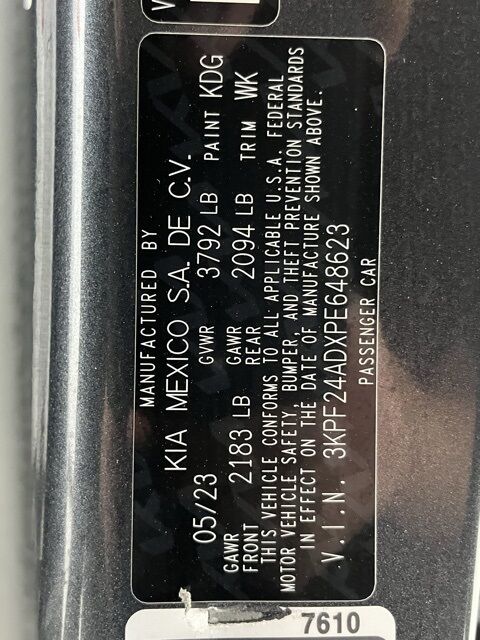 MANUFACTURED BY
KIA MEXICO S.A. DE C.V.
05/23 GVWR 3792 LB PAINT KDG
GAWR FRONT 2183 LB GAWR REAR 2094 LB TRIM WK
THIS VEHICLE CONFORMS TO ALL APPLICABLE U.S.A. FEDERAL
MOTOR VEHICLE SAFETY, BUMPER, AND THEFT PREVENTION STANDARDS
IN EFFECT ON THE DATE OF MANUFACTURE SHOWN ABOVE.
V.I.N. 3KPF24ADXPE648623
PASSENGER CAR
7610